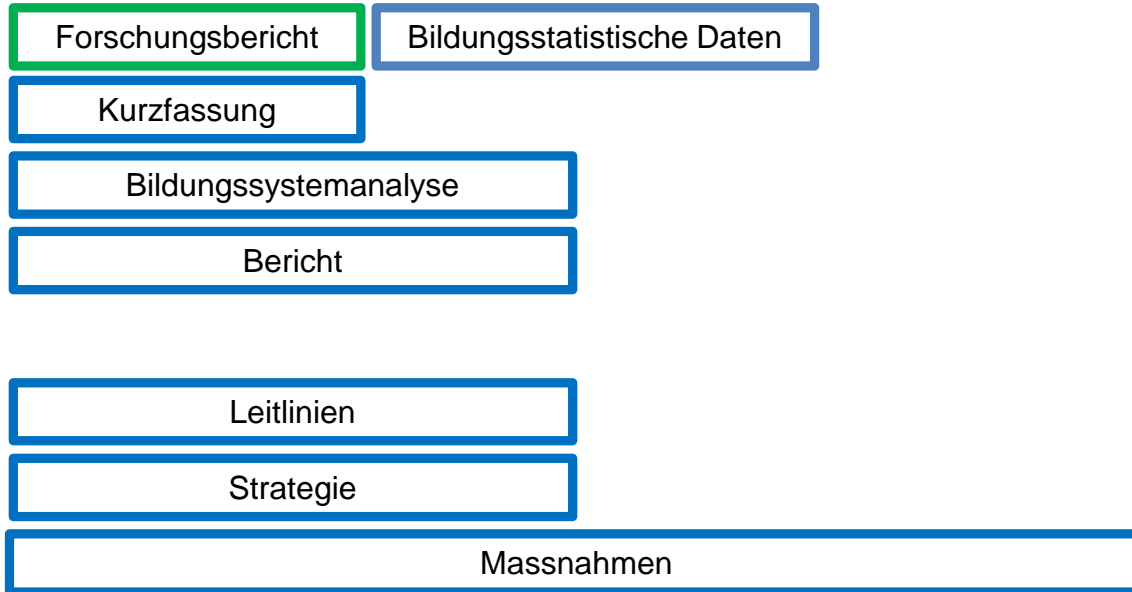 Forschungsbericht
Bildungsstatistische Daten
Kurzfassung
Bildungssystemanalyse
Bericht
Leitlinien
Strategie
Massnahmen